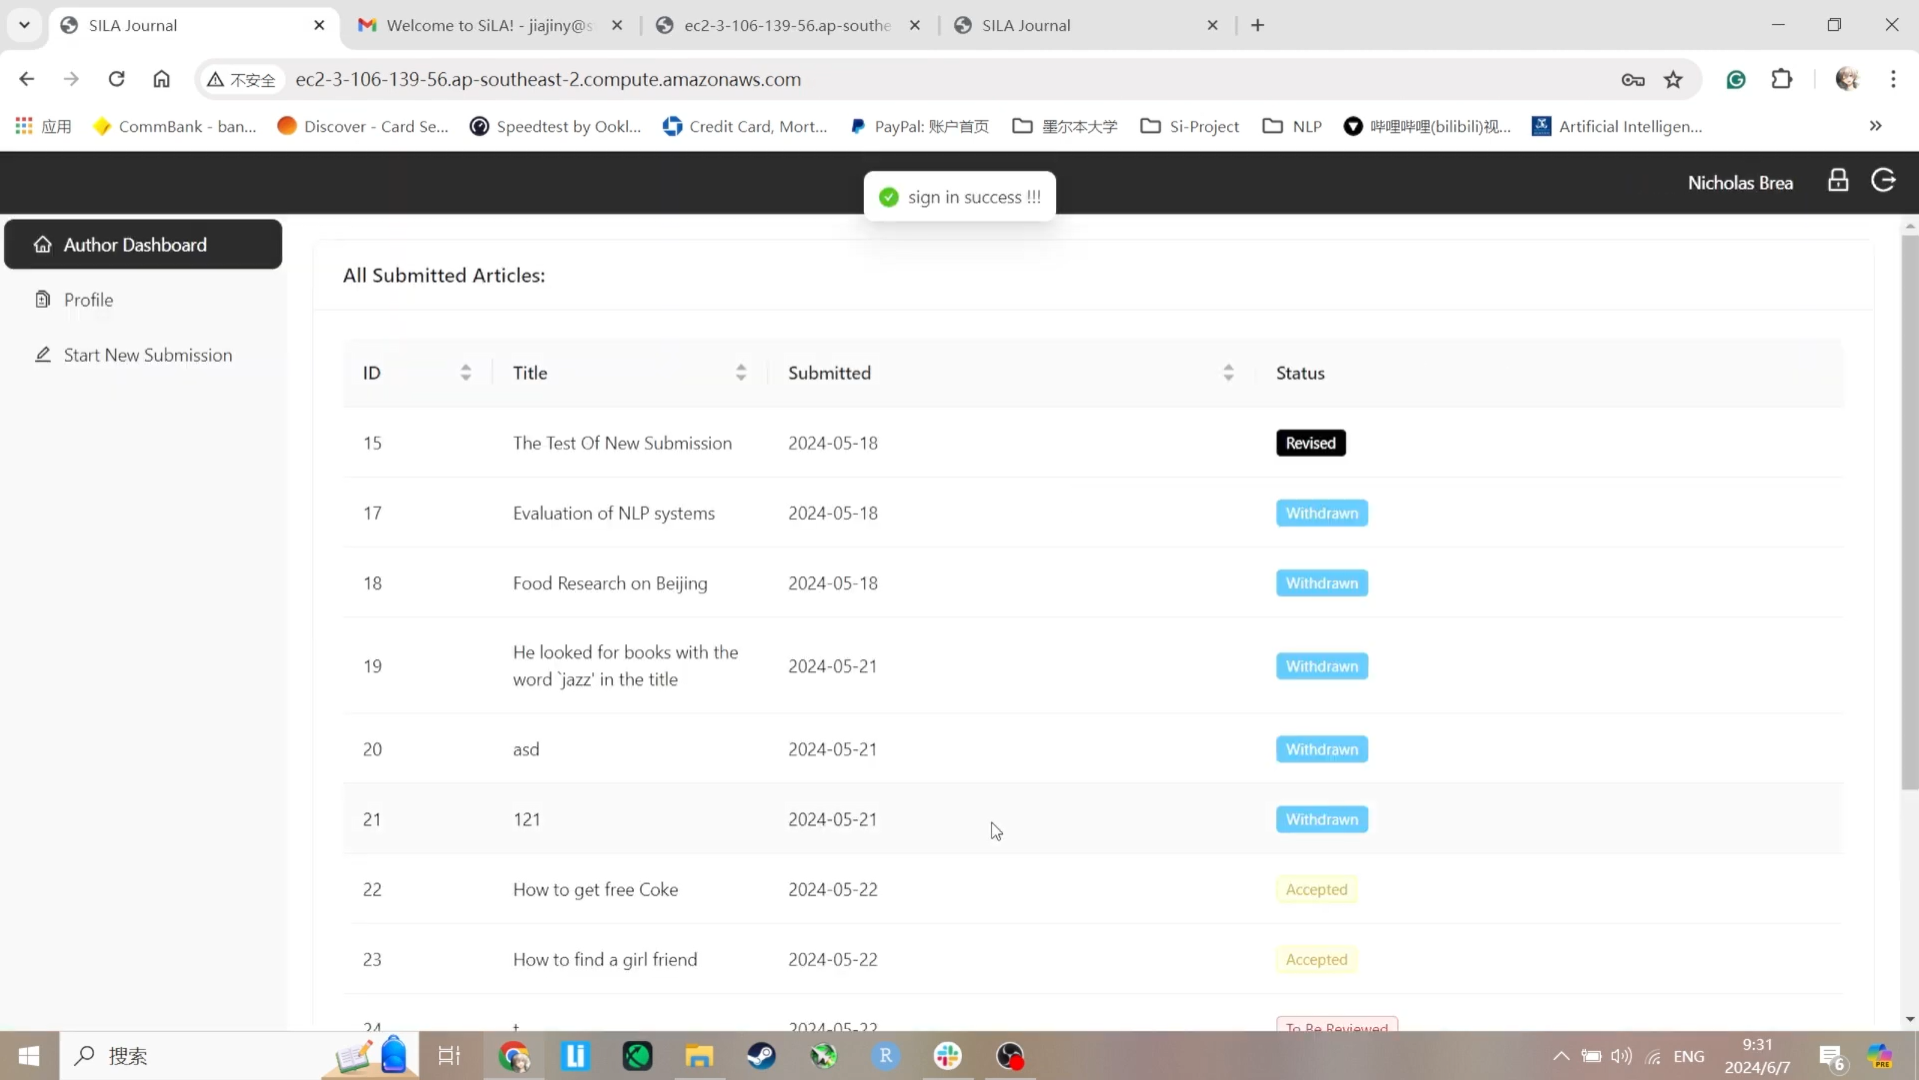 SILA Journal
Welcome to SiLA! - jiajiny@s
ec2-3-106-139-56.ap-southe
SILA Journal
不安全
ec2-3-106-139-56.ap-southeast-2.compute.amazonaws.com
应用
CommBank - ban...
Discover - Card Se...
Speedtest by Ookl...
Credit Card, Mort...
PayPal: 账户首页
墨尔本大学
Si-Project
NLP
哔哩哔哩(bilibili)视...
Artificial Intelligen...
sign in success !!!
Nicholas Brea
Author Dashboard
Profile
Start New Submission
All Submitted Articles:
ID Title Submitted Status
15 The Test Of New Submission 2024-05-18 Revised
17 Evaluation of NLP systems 2024-05-18 Withdrawn
18 Food Research on Beijing 2024-05-18 Withdrawn
19 He looked for books with the
word `jazz' in the title 2024-05-21 Withdrawn
20 asd 2024-05-21 Withdrawn
21 121 2024-05-21 Withdrawn
22 How to get free Coke 2024-05-22 Accepted
23 How to find a girl friend 2024-05-22 Accepted
24 t 2024-05-22 To Be Reviewed
搜索
ENG
9:31
2024/6/7
6
PRE